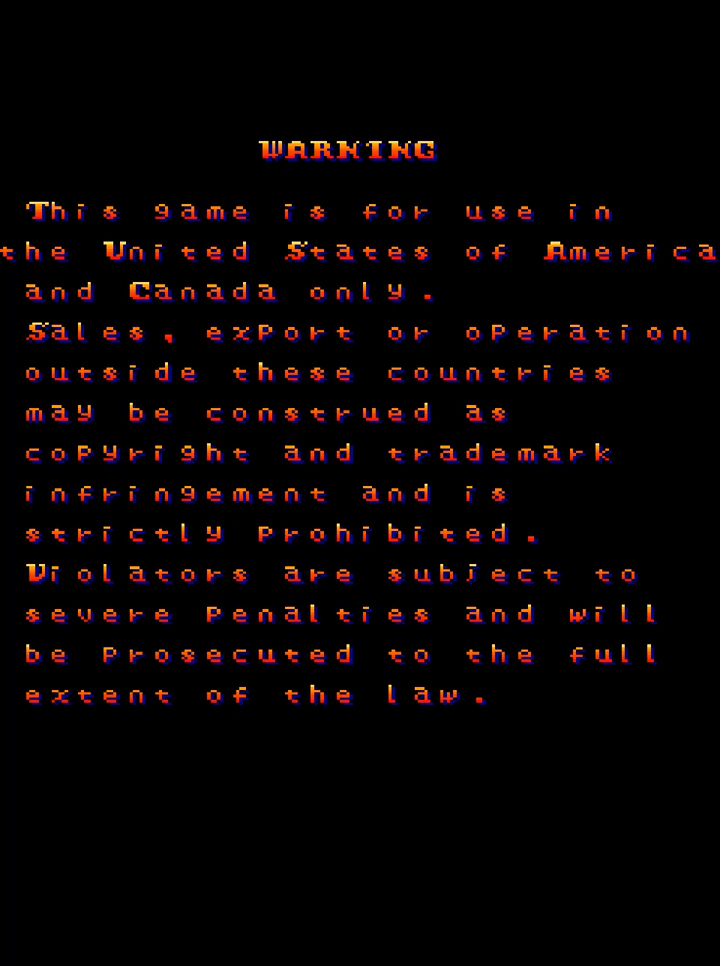 WARNING
This game is for use in
the United States of America
and Canada only.
Sales, export or operation
outside these countries
may be construed as
copyright and trademark
infringement and is
strictly prohibited.
Violators are subject to
severe penalties and will
be prosecuted to the full
extent of the law.